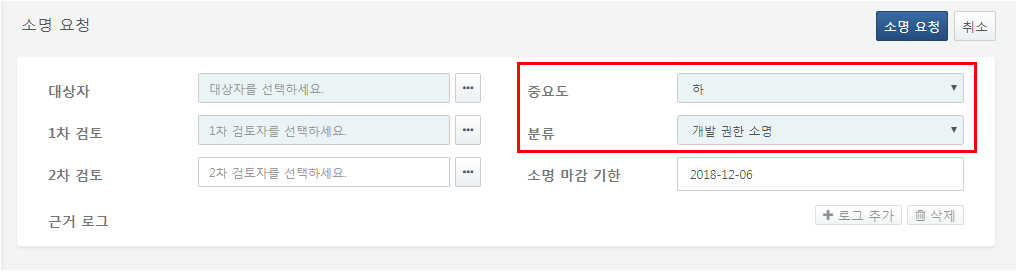 소명 요청
소명 요청 취소
대상자 대상자를 선택하세요. ••• 중요도 하
1차 검토 1차 검토자를 선택하세요. ••• 분류 개발 권한 소명
2차 검토 2차 검토자를 선택하세요. ••• 소명 마감 기한 2018-12-06
근거 로그 로그 추가 삭제